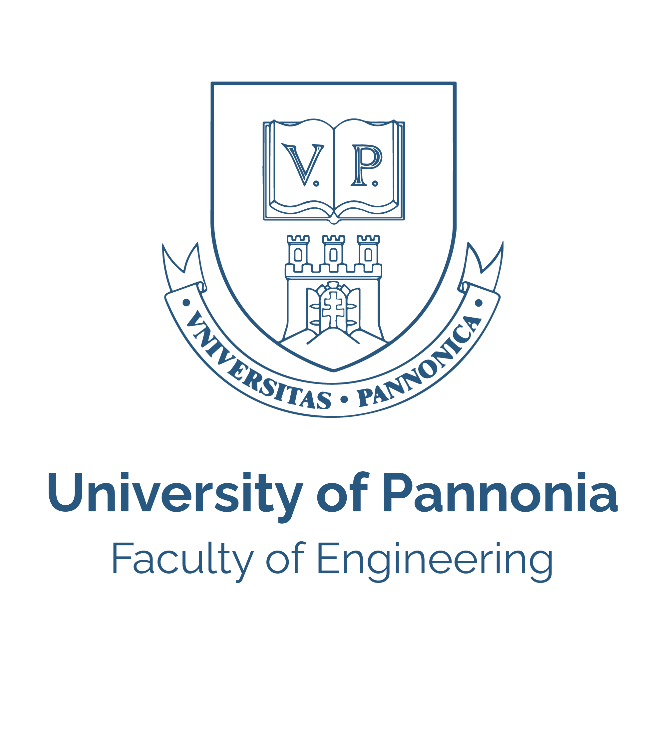 V. P.
VNIVERSITAS • PANNONICA
University of Pannonia
Faculty of Engineering